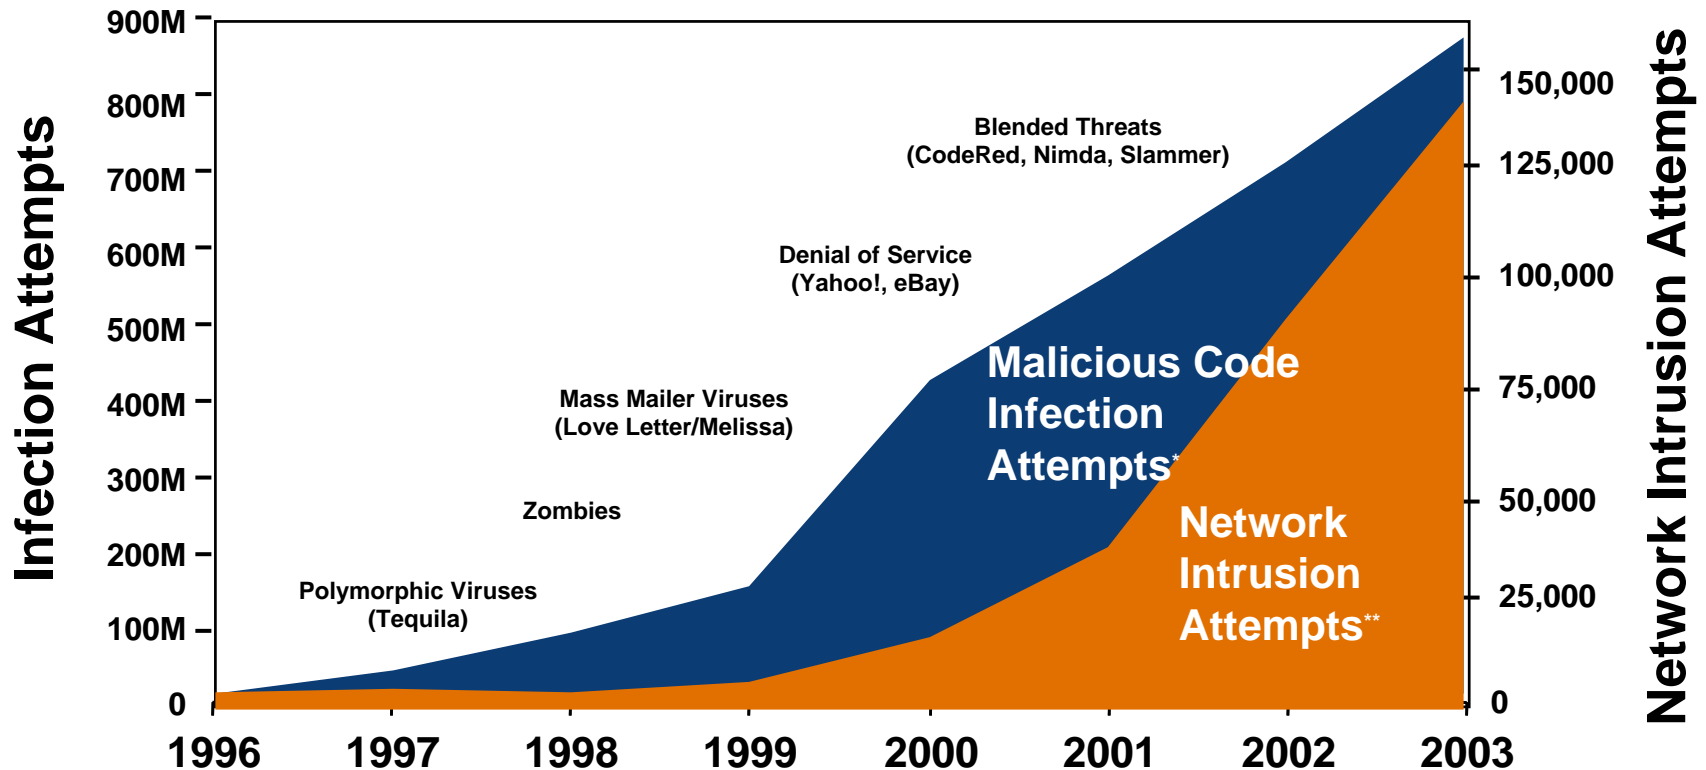 Infection Attempts
900M
800M
700M
600M
500M
400M
300M
200M
100M
0
Blended Threats
(CodeRed, Nimda, Slammer)
Denial of Service
(Yahoo!, eBay)
Mass Mailer Viruses
(Love Letter/Melissa)
Zombies
Polymorphic Viruses
(Tequila)
Malicious Code
Infection
Attempts*
Network
Intrusion
Attempts**
150,000
125,000
100,000
75,000
50,000
25,000
0
Network Intrusion Attempts
1996 1997 1998 1999 2000 2001 2002 2003